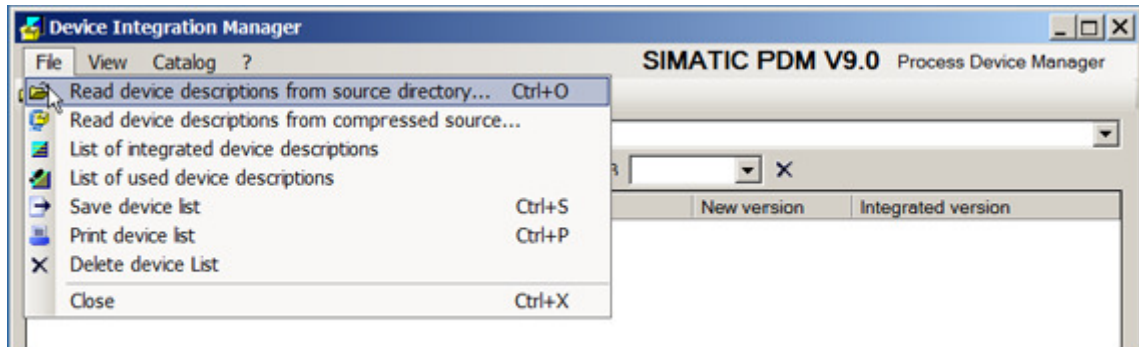 Device Integration Manager
File View Catalog ? SIMATIC PDM V9.0 Process Device Manager
Read device descriptions from source directory... Ctrl+O
Read device descriptions from compressed source...
List of integrated device descriptions
List of used device descriptions
Save device list Ctrl+S
New version Integrated version
Print device list Ctrl+P
Delete device List
Close Ctrl+X